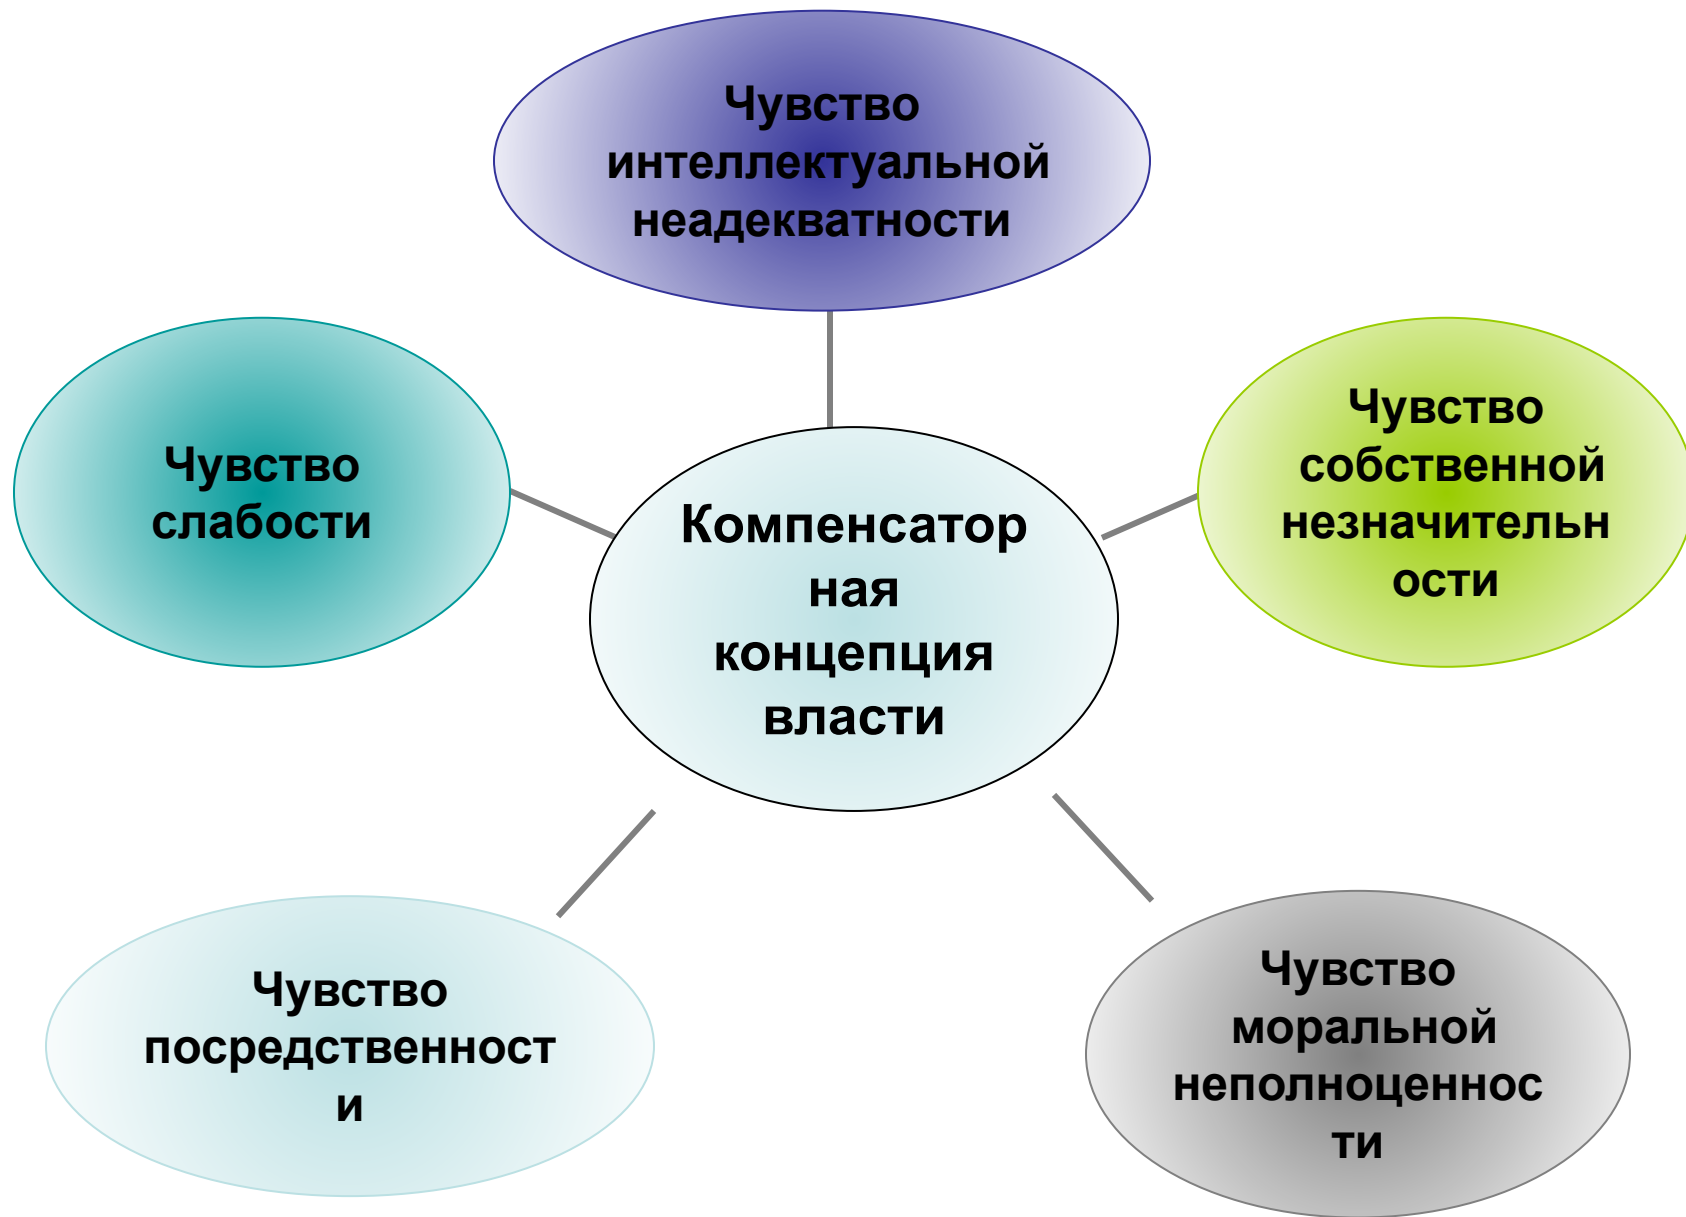 Чувство
интеллектуальной
неадекватности
Чувство
слабости
Чувство
собственной
незначительн
ости
Компенсатор
ная
концепция
власти
Чувство
посредственност
и
Чувство
моральной
неполноценнос
ти